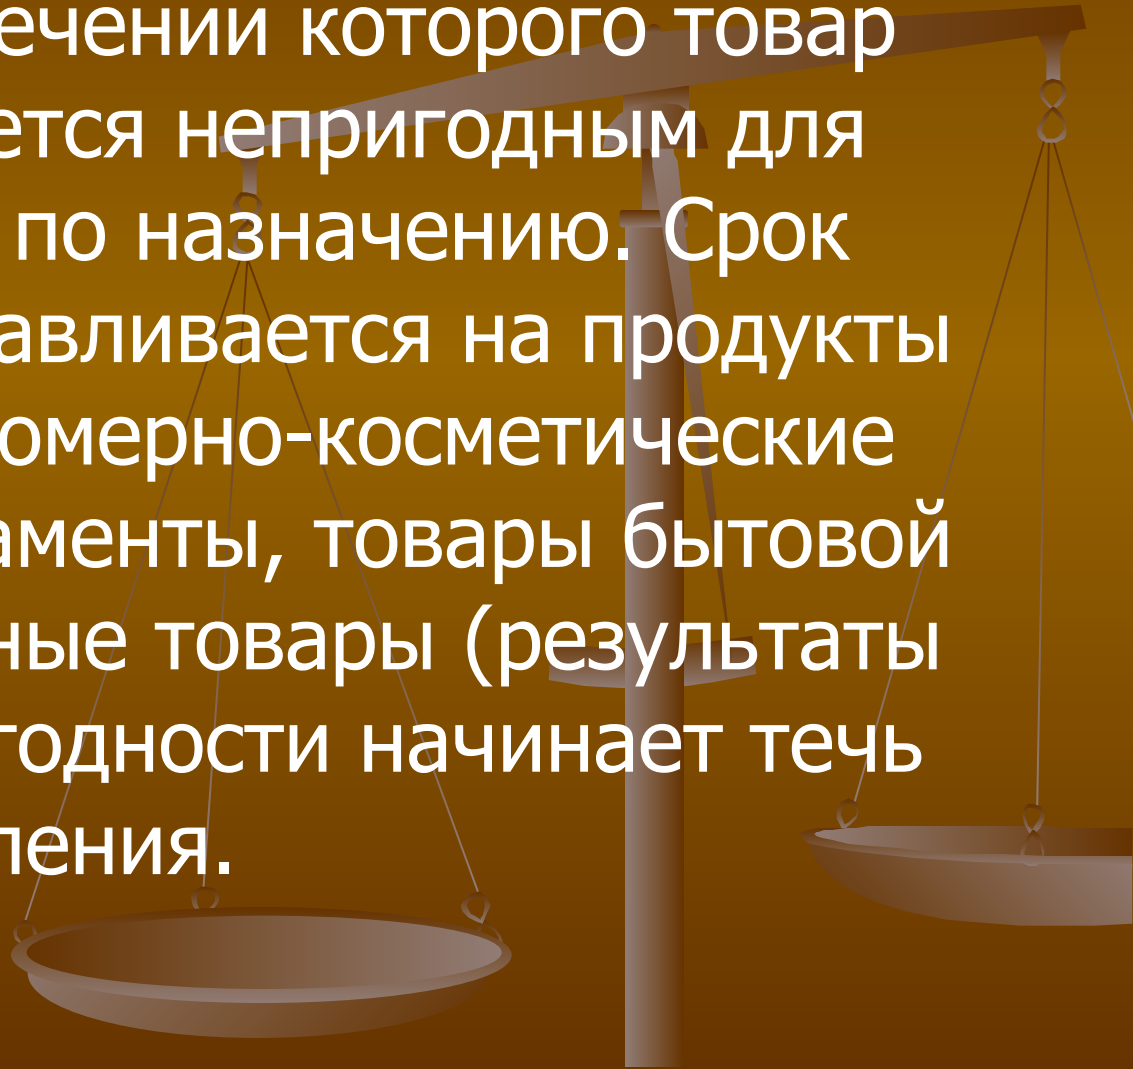 ечении которого товар
ется непригодным для
по назначению. Срок
авливается на продукты
омерно-косметические
аменты, товары бытовой
ные товары (результаты
годности начинает течь
ления.